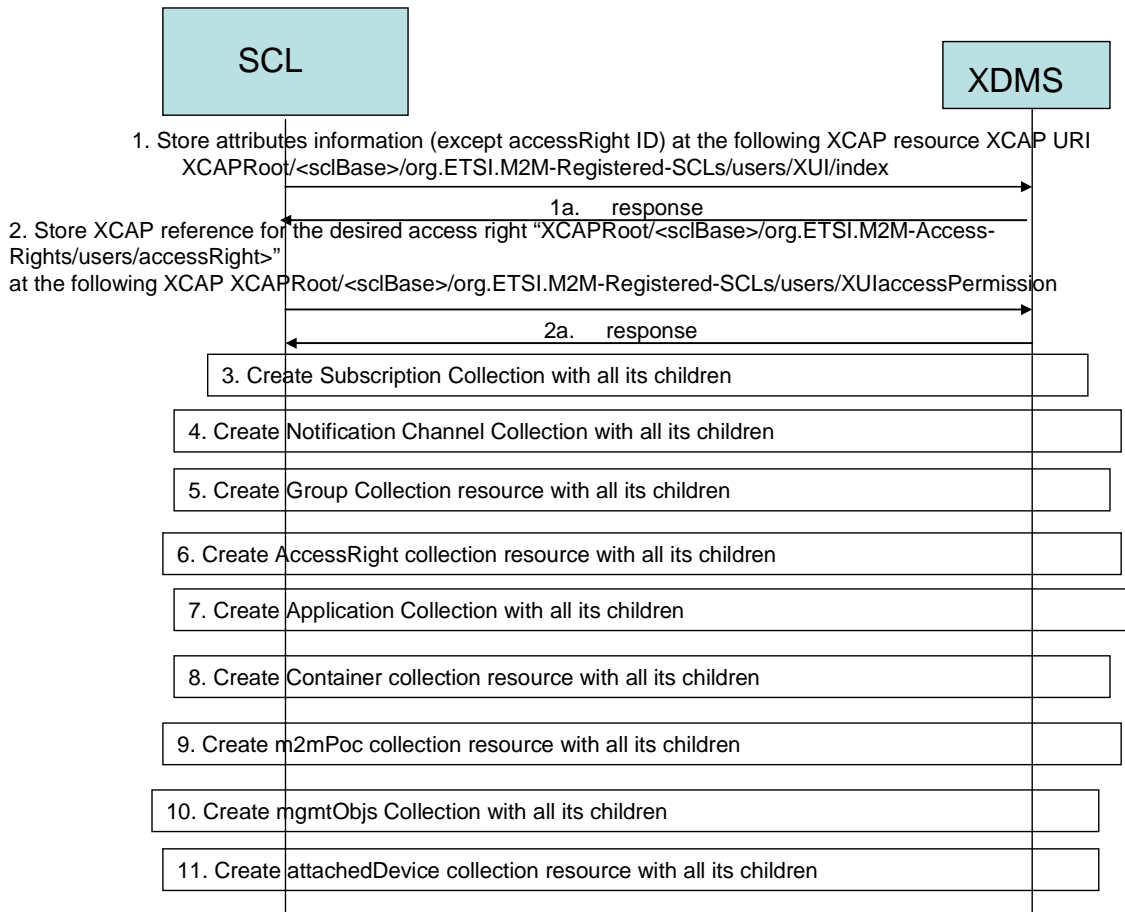 SCL
XDMS
1. Store attributes information (except accessRight ID) at the following XCAP resource XCAP URI
XCAPRoot/<sclBase>/org.ETSI.M2M-Registered-SCLs/users/XUI/index
1a. response
2. Store XCAP reference for the desired access right “XCAPRoot/<sclBase>/org.ETSI.M2M-Access-
Rights/users/accessRight>”
at the following XCAP XCAPRoot/<sclBase>/org.ETSI.M2M-Registered-SCLs/users/XUIaccessPermission
2a. response
3. Create Subscription Collection with all its children
4. Create Notification Channel Collection with all its children
5. Create Group Collection resource with all its children
6. Create AccessRight collection resource with all its children
7. Create Application Collection with all its children
8. Create Container collection resource with all its children
9. Create m2mPoc collection resource with all its children
10. Create mgmtObjs Collection with all its children
11. Create attachedDevice collection resource with all its children